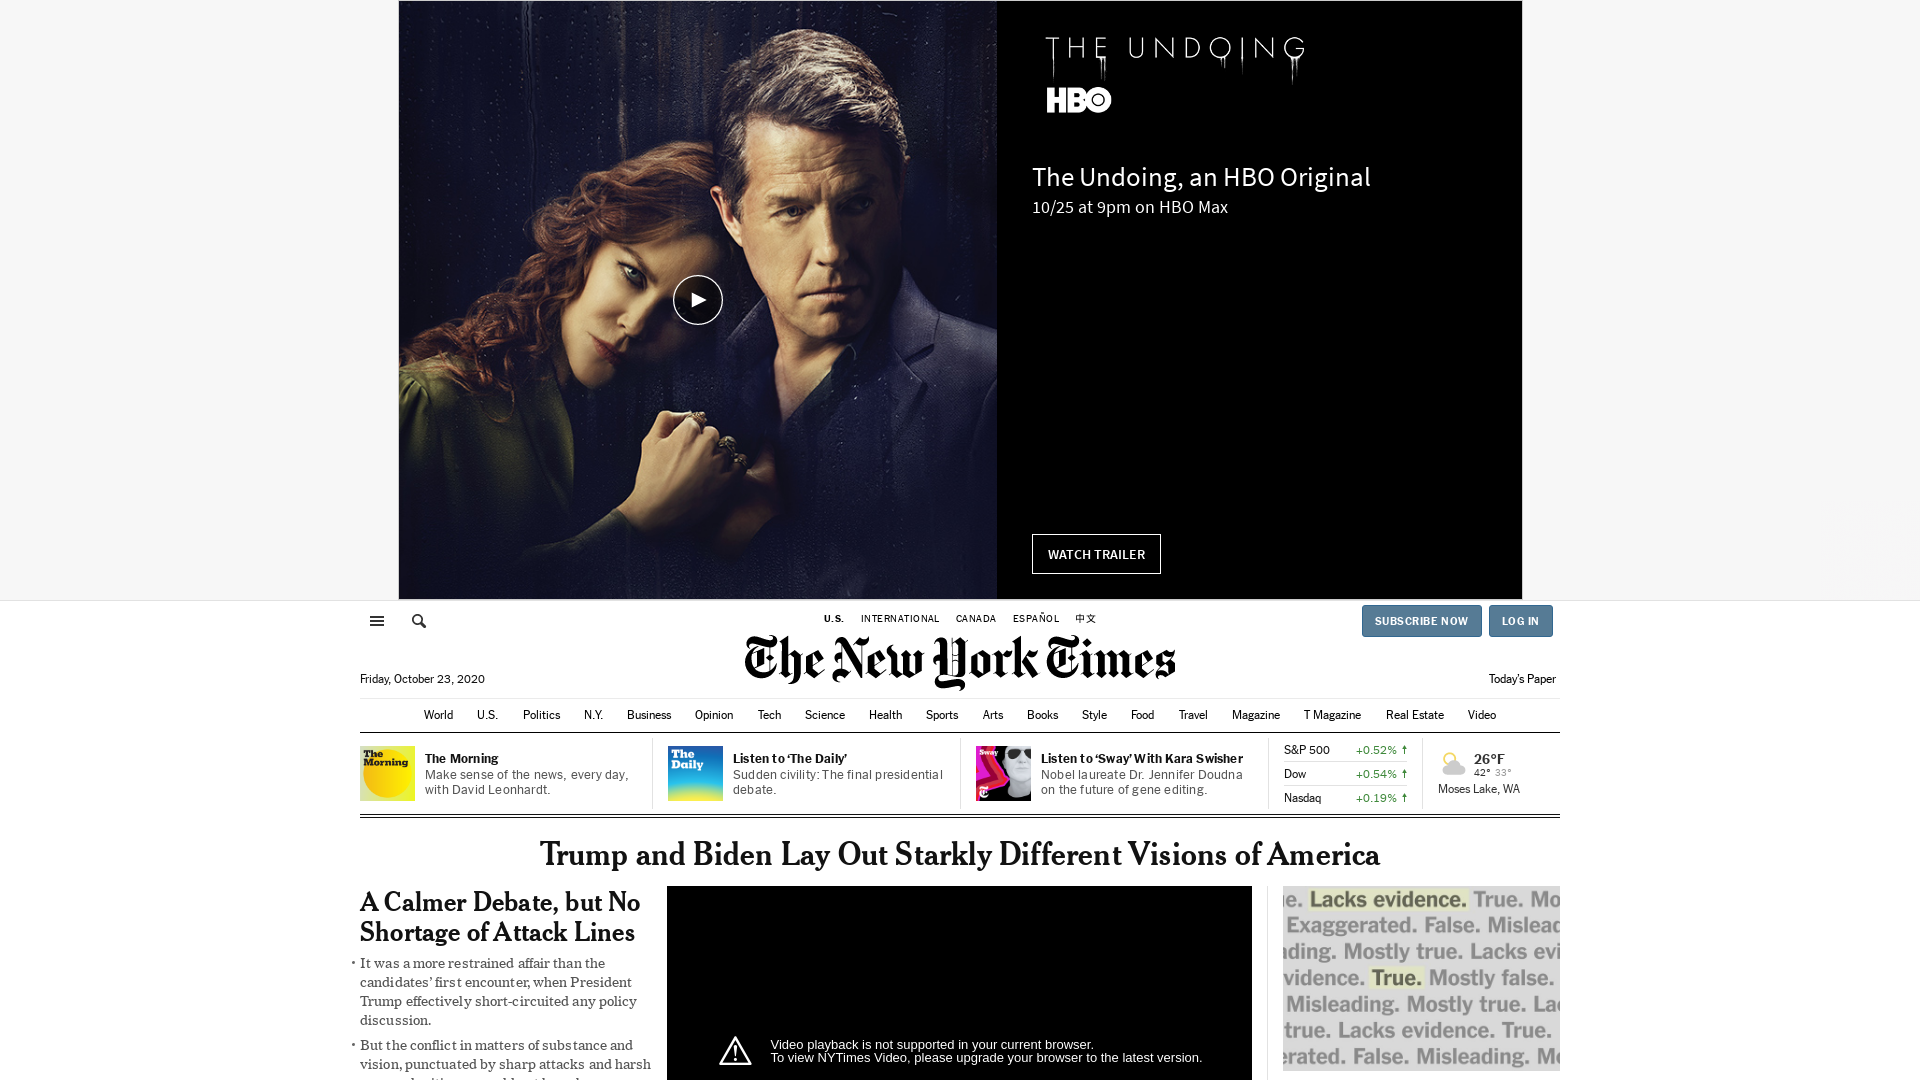 THE UNDOING
HBO
The Undoing, an HBO Original
10/25 at 9pm on HBO Max
WATCH TRAILER
U.S. INTERNATIONAL CANADA ESPAÑOL 中文
SUBSCRIBE NOW LOG IN
The New York Times
Friday, October 23, 2020
Today's Paper
World U.S. Politics N.Y. Business Opinion Tech Science Health Sports Arts Books Style Food Travel Magazine T Magazine Real Estate Video
The Morning
The Morning
Make sense of the news, every day,
with David Leonhardt.
The Daily
Listen to ‘The Daily’
Sudden civility: The final presidential
debate.
Sway
Listen to ‘Sway’ With Kara Swisher
Nobel laureate Dr. Jennifer Doudna
on the future of gene editing.
S&P 500 +0.52% ↑
Dow +0.54% ↑
Nasdaq +0.19% ↑
26°F
42° 33°
Moses Lake, WA
Trump and Biden Lay Out Starkly Different Visions of America
A Calmer Debate, but No
Shortage of Attack Lines
• It was a more restrained affair than the
candidates’ first encounter, when President
Trump effectively short-circuited any policy
discussion.
• But the conflict in matters of substance and
vision, punctuated by sharp attacks and harsh
Video playback is not supported in your current browser.
To view NYTimes Video, please upgrade your browser to the latest version.
e. Lacks evidence. True. Mo
Exaggerated. False. Mislead
ding. Mostly true. Lacks evi
vidence. True. Mostly false.
Misleading. Mostly true. Lac
true. Lacks evidence. True.
erated. False. Misleading. Mo